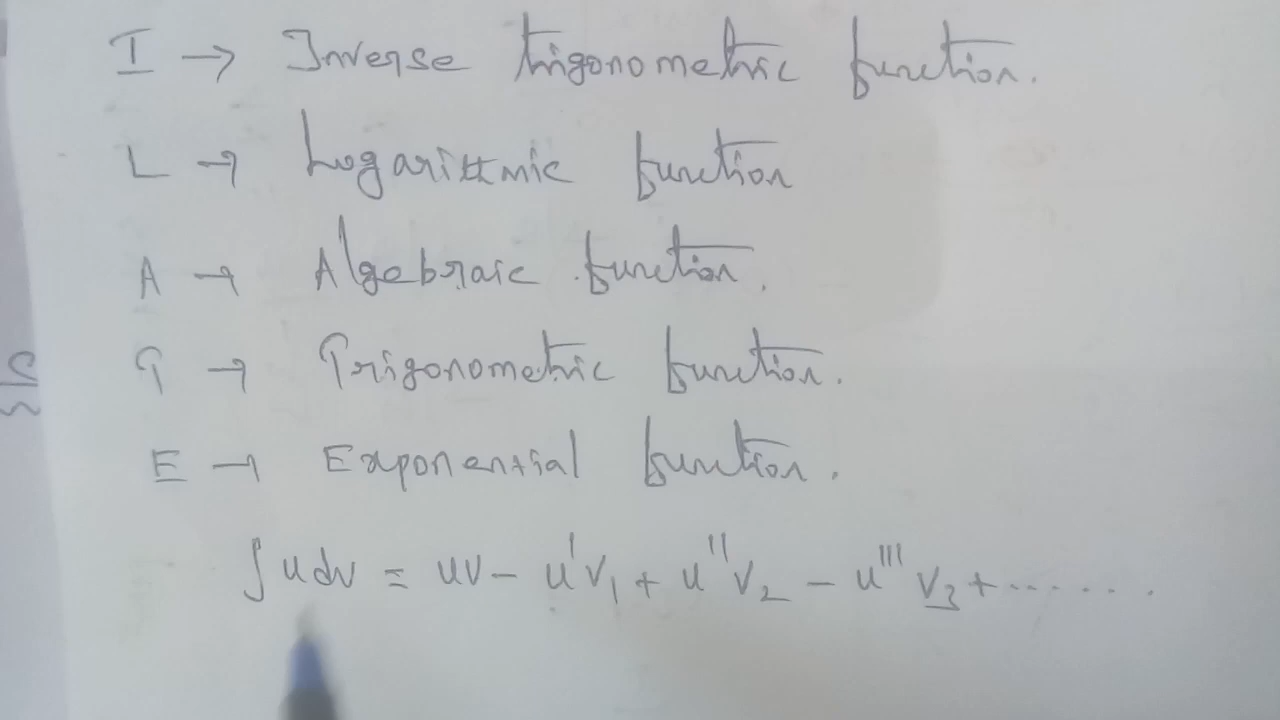 I → Inverse trigonometric function.
L → Logarithmic function
A → Algebraic function.
T → Trigonometric function.
E → Exponential function.
∫ u dv = uv - u'v₁ + u''v₂ - u'''v₃ + ......